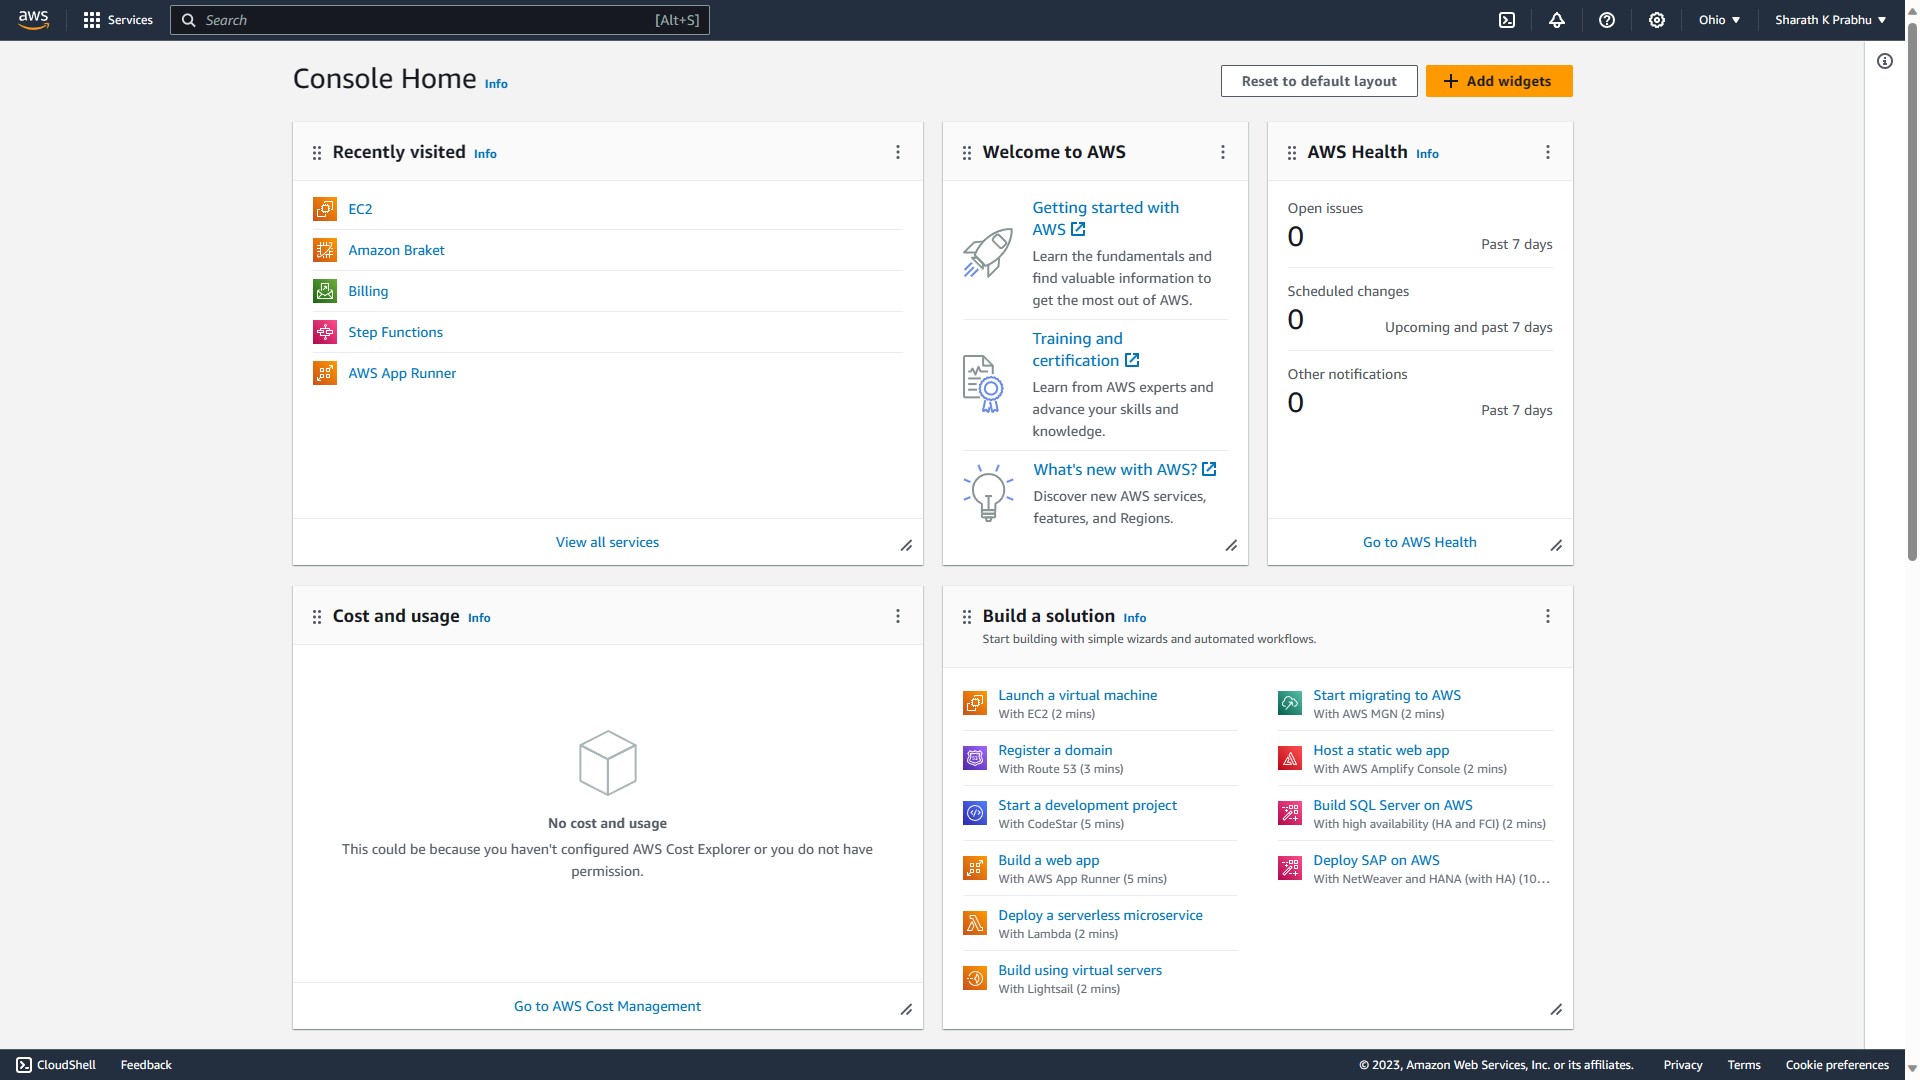 aws
Services
Search
[Alt+S]
Ohio
Sharath K Prabhu
Console Home Info
Reset to default layout
Add widgets
Recently visited Info
EC2
Amazon Braket
Billing
Step Functions
AWS App Runner
View all services
Welcome to AWS
Getting started with
AWS
Learn the fundamentals and
find valuable information to
get the most out of AWS.
Training and
certification
Learn from AWS experts and
advance your skills and
knowledge.
What's new with AWS?
Discover new AWS services,
features, and Regions.
AWS Health Info
Open issues
0
Past 7 days
Scheduled changes
0
Upcoming and past 7 days
Other notifications
0
Past 7 days
Go to AWS Health
Cost and usage Info
No cost and usage
This could be because you haven't configured AWS Cost Explorer or you do not have
permission.
Go to AWS Cost Management
Build a solution Info
Start building with simple wizards and automated workflows.
Launch a virtual machine
With EC2 (2 mins)
Register a domain
With Route 53 (3 mins)
Start a development project
With CodeStar (5 mins)
Build a web app
With AWS App Runner (5 mins)
Deploy a serverless microservice
With Lambda (2 mins)
Build using virtual servers
With Lightsail (2 mins)
Start migrating to AWS
With AWS MGN (2 mins)
Host a static web app
With AWS Amplify Console (2 mins)
Build SQL Server on AWS
With high availability (HA and FCI) (2 mins)
Deploy SAP on AWS
With NetWeaver and HANA (with HA) (10...
CloudShell
Feedback
© 2023, Amazon Web Services, Inc. or its affiliates.
Privacy
Terms
Cookie preferences